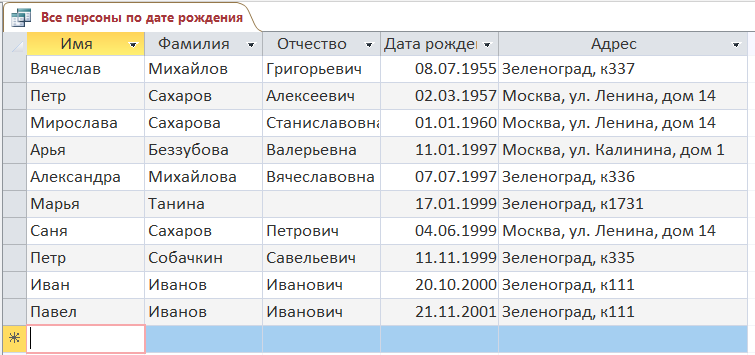 Все персоны по дате рождения
Имя Фамилия Отчество Дата рожден Адрес
Вячеслав Михайлов Григорьевич 08.07.1955 Зеленоград, к337
Петр Сахаров Алексеевич 02.03.1957 Москва, ул. Ленина, дом 14
Мирослава Сахарова Станиславовна 01.01.1960 Москва, ул. Ленина, дом 14
Арья Беззубова Валерьевна 11.01.1997 Москва, ул. Калинина, дом 1
Александра Михайлова Вячеславовна 07.07.1997 Зеленоград, к336
Марья Танина 17.01.1999 Зеленоград, к1731
Саня Сахаров Петрович 04.06.1999 Москва, ул. Ленина, дом 14
Петр Собачкин Савельевич 11.11.1999 Зеленоград, к335
Иван Иванов Иванович 20.10.2000 Зеленоград, к111
Павел Иванов Иванович 21.11.2001 Зеленоград, к111